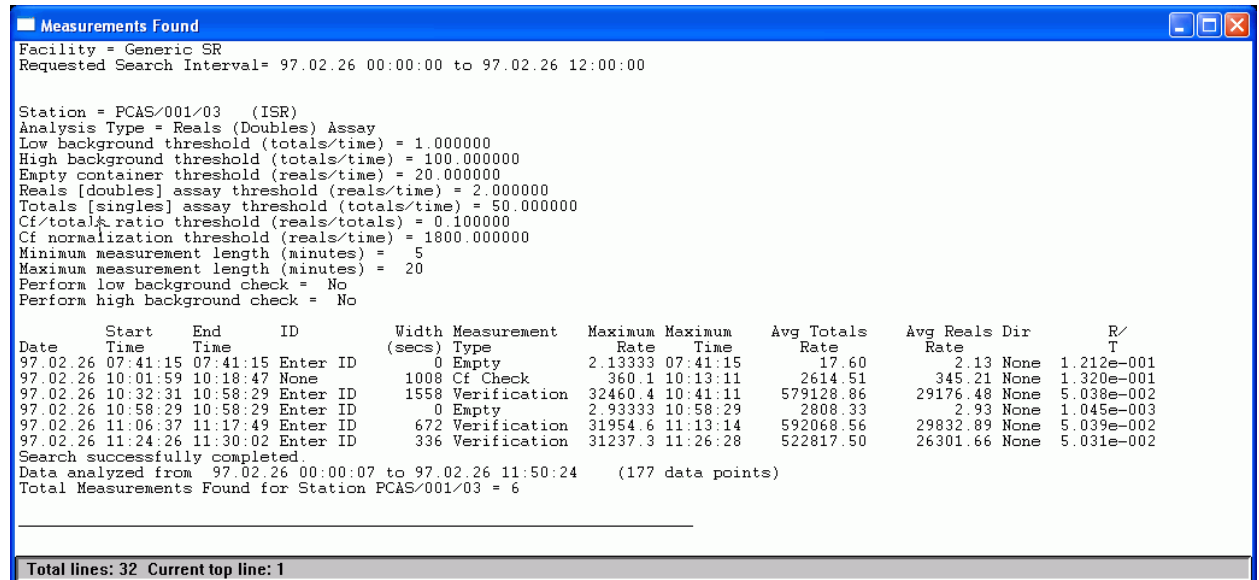 Measurements Found
Facility = Generic SR
Requested Search Interval= 97.02.26 00:00:00 to 97.02.26 12:00:00
Station = PCAS/001/03   (ISR)
Analysis Type = Reals (Doubles) Assay
Low background threshold (totals/time) = 1.000000
High background threshold (totals/time) = 100.000000
Empty container threshold (reals/time) = 20.000000
Reals [doubles] assay threshold (reals/time) = 2.000000
Totals [singles] assay threshold (totals/time) = 50.000000
Cf/totals ratio threshold (reals/totals) = 0.100000
Cf normalization threshold (reals/time) = 1800.000000
Minimum measurement length (minutes) =   5
Maximum measurement length (minutes) =  20
Perform low background check =  No
Perform high background check =  No
Start End ID Width Measurement Maximum Maximum Avg Totals Avg Reals Dir R/
Date Time Time (secs) Type Rate Time Rate Rate T
97.02.26 07:41:15 07:41:15 Enter ID 0 Empty 2.13333 07:41:15 17.60 2.13 None 1.212e-001
97.02.26 10:01:59 10:18:47 None 1008 Cf Check 360.1 10:13:11 2614.51 345.21 None 1.320e-001
97.02.26 10:32:31 10:58:29 Enter ID 1558 Verification 32460.4 10:41:11 579128.86 29176.48 None 5.038e-002
97.02.26 10:58:29 10:58:29 Enter ID 0 Empty 2.93333 10:58:29 2808.33 2.93 None 1.045e-003
97.02.26 11:06:37 11:17:49 Enter ID 672 Verification 31954.6 11:13:14 592068.56 29832.89 None 5.039e-002
97.02.26 11:24:26 11:30:02 Enter ID 336 Verification 31237.3 11:26:28 522817.50 26301.66 None 5.031e-002
Search successfully completed.
Data analyzed from  97.02.26 00:00:07 to 97.02.26 11:50:24    (177 data points)
Total Measurements Found for Station PCAS/001/03 = 6
Total lines: 32 Current top line: 1